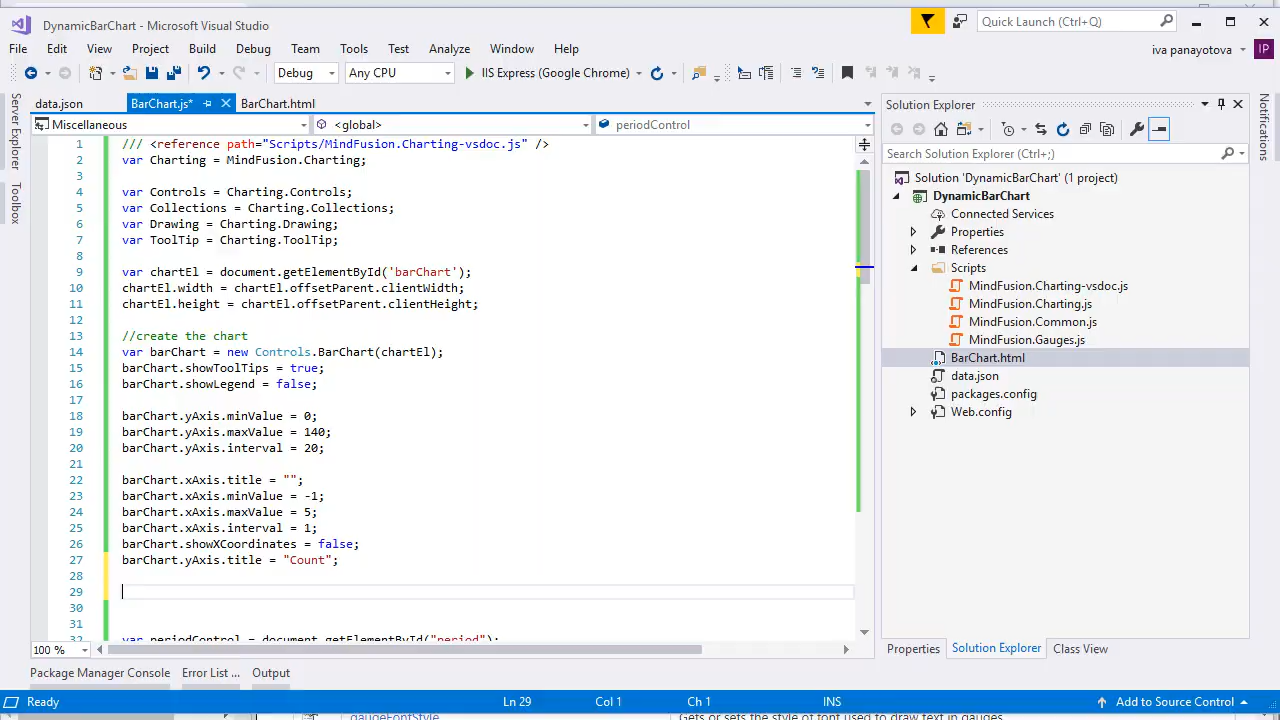 DynamicBarChart - Microsoft Visual Studio
Quick Launch (Ctrl+Q)
File Edit View Project Build Debug Team Tools Test Analyze Window Help
iva panayotova
IP
Debug Any CPU IIS Express (Google Chrome)
data.json BarChart.js* BarChart.html
Miscellaneous <global> periodControl
Server Explorer
Toolbox
1 /// <reference path="Scripts/MindFusion.Charting-vsdoc.js" />
2 var Charting = MindFusion.Charting;
3
4 var Controls = Charting.Controls;
5 var Collections = Charting.Collections;
6 var Drawing = Charting.Drawing;
7 var ToolTip = Charting.ToolTip;
8
9 var chartEl = document.getElementById('barChart');
10 chartEl.width = chartEl.offsetParent.clientWidth;
11 chartEl.height = chartEl.offsetParent.clientHeight;
12
13 //create the chart
14 var barChart = new Controls.BarChart(chartEl);
15 barChart.showToolTips = true;
16 barChart.showLegend = false;
17
18 barChart.yAxis.minValue = 0;
19 barChart.yAxis.maxValue = 140;
20 barChart.yAxis.interval = 20;
21
22 barChart.xAxis.title = "";
23 barChart.xAxis.minValue = -1;
24 barChart.xAxis.maxValue = 5;
25 barChart.xAxis.interval = 1;
26 barChart.showXCoordinates = false;
27 barChart.yAxis.title = "Count";
28
29
30
31
32 var periodControl = document.getElementById("period");
100 %
Solution Explorer
Search Solution Explorer (Ctrl+;)
Solution 'DynamicBarChart' (1 project)
DynamicBarChart
Connected Services
Properties
References
Scripts
MindFusion.Charting-vsdoc.js
MindFusion.Charting.js
MindFusion.Common.js
MindFusion.Gauges.js
BarChart.html
data.json
packages.config
Web.config
Properties Solution Explorer Class View
Notifications
Package Manager Console Error List ... Output
Ready Ln 29 Col 1 Ch 1 INS Add to Source Control
gaugeFontStyle Gets or sets the style of font used to draw text in gauges